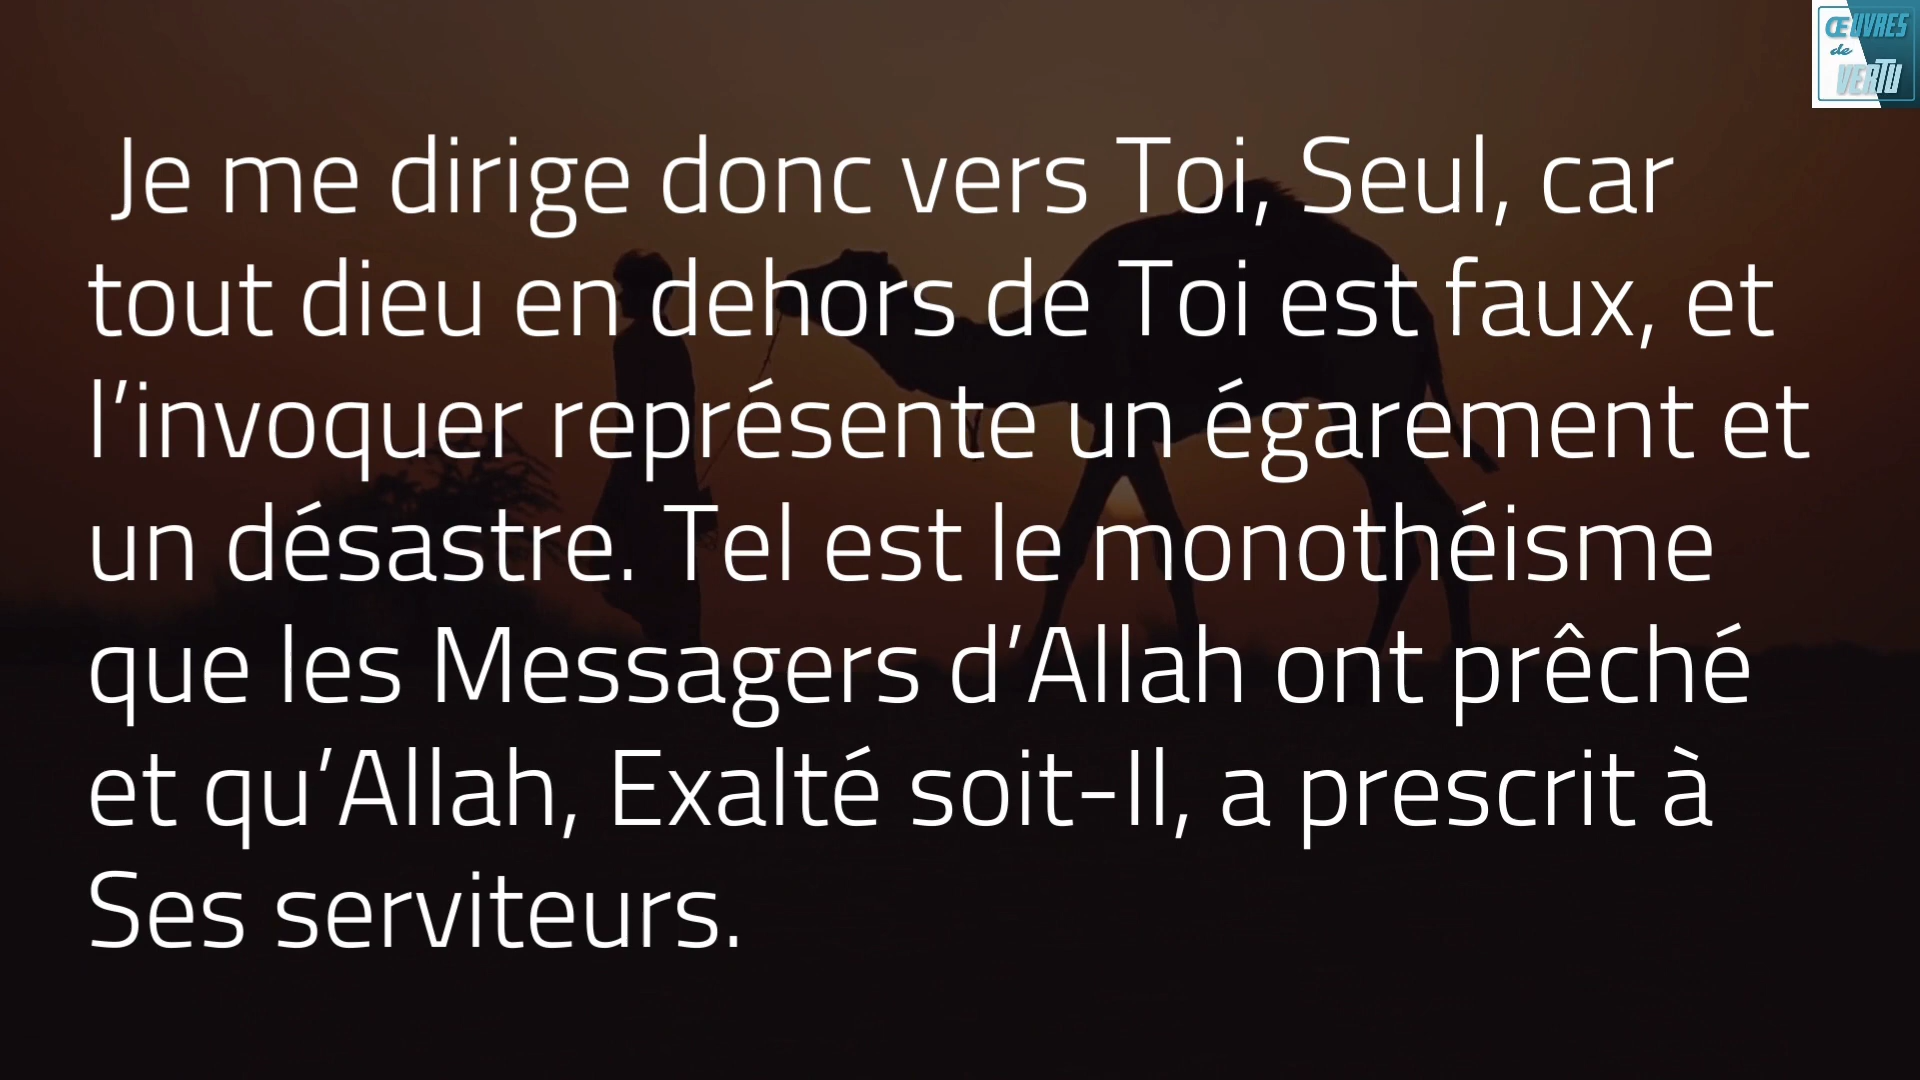 ŒUVRES
de
VERTU
Je me dirige donc vers Toi, Seul, car
tout dieu en dehors de Toi est faux, et
l’invoquer représente un égarement et
un désastre. Tel est le monothéisme
que les Messagers d’Allah ont prêché
et qu’Allah, Exalté soit-Il, a prescrit à
Ses serviteurs.